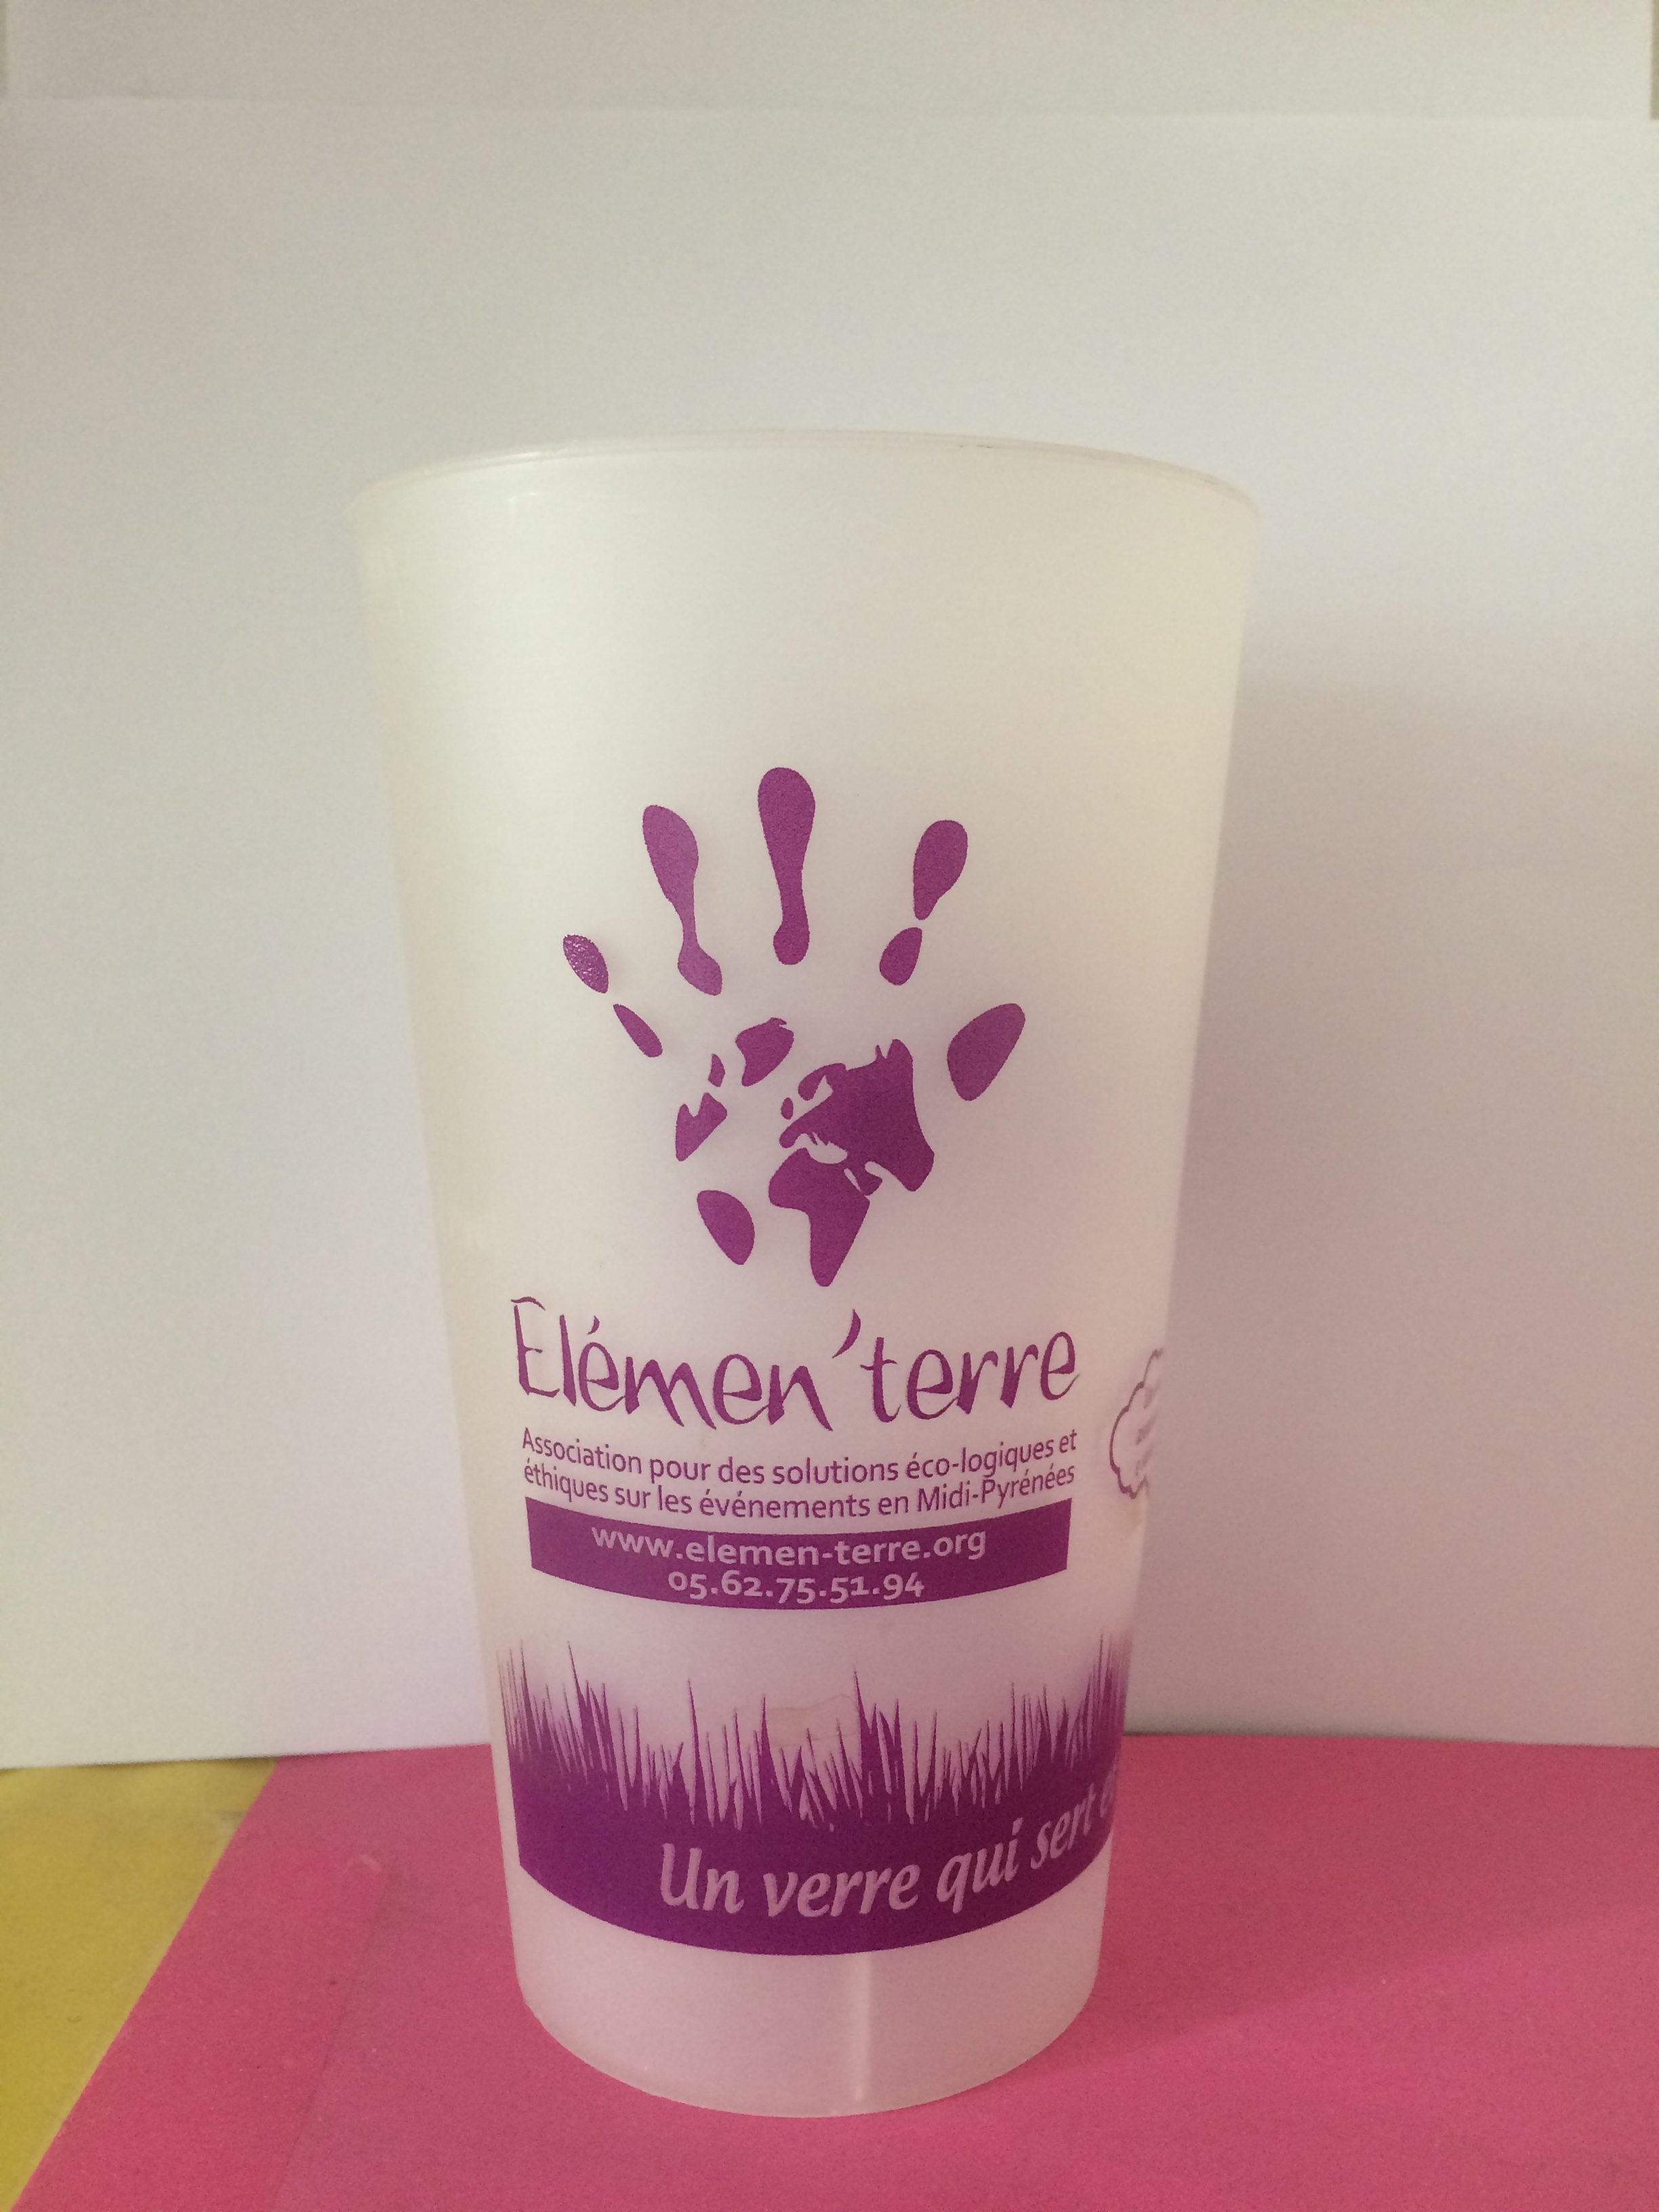 Elémen'terre
Association pour des solutions éco-logiques et
éthiques sur les événements en Midi-Pyrénées
www.elemen-terre.org
05.62.75.51.94
Un verre qui sert